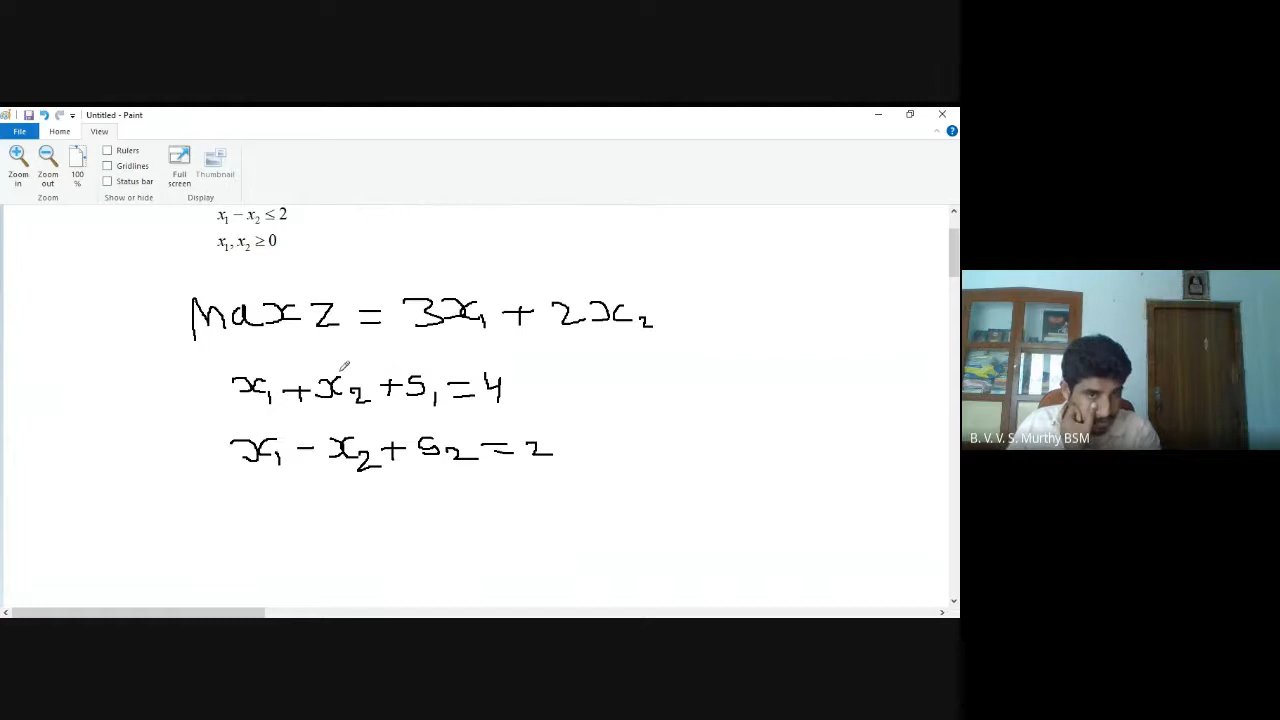 Untitled - Paint
File Home View
Rulers
Gridlines
Status bar
Zoom in
Zoom out
100 %
Full screen
Thumbnail
Zoom
Show or hide
Display
x₁ − x₂ ≤ 2
x₁, x₂ ≥ 0
Max Z = 3x₁ + 2x₂
x₁ + x₂ + S₁ = 4
x₁ − x₂ + S₂ = 2
B. V. V. S. Murthy BSM